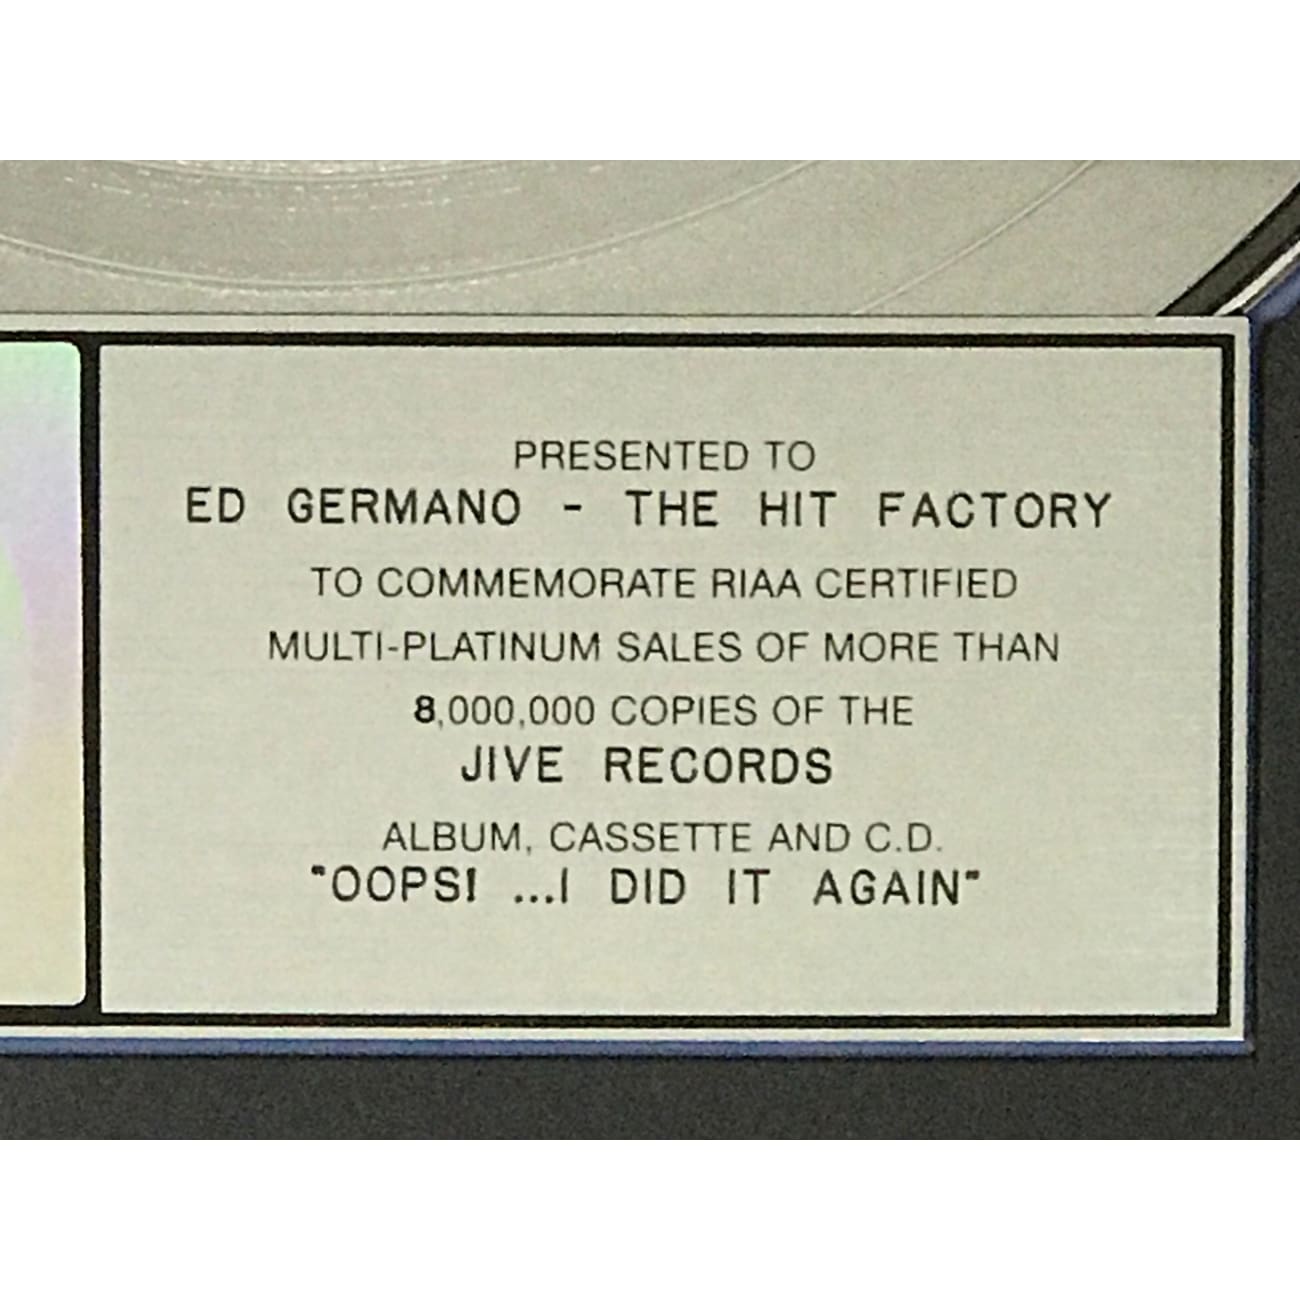 PRESENTED TO
ED GERMANO - THE HIT FACTORY
TO COMMEMORATE RIAA CERTIFIED
MULTI-PLATINUM SALES OF MORE THAN
8,000,000 COPIES OF THE
JIVE RECORDS
ALBUM, CASSETTE AND C.D.
"OOPS! ...I DID IT AGAIN"